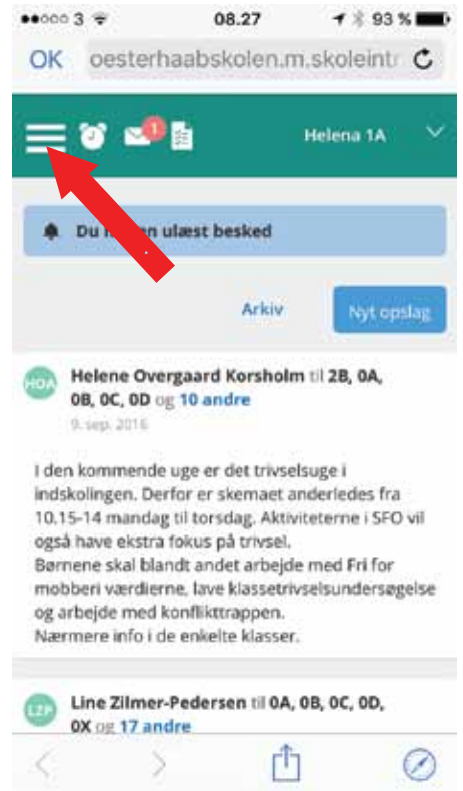 3 08.27 93 %
OK oesterhaabskolen.m.skoleintr
1 Helena 1A
Du en ulæst besked
Arkiv Nyt opslag
HOA Helene Overgaard Korsholm til 2B, 0A,
0B, 0C, 0D og 10 andre
9. sep. 2016
I den kommende uge er det trivselsuge i
indskolingen. Derfor er skemaet anderledes fra
10.15-14 mandag til torsdag. Aktiviteterne i SFO vil
også have ekstra fokus på trivsel.
Børnene skal blandt andet arbejde med Fri for
mobberi værdierne, lave klassetrivselsundersøgelse
og arbejde med konflikttrappen.
Nærmere info i de enkelte klasser.
LZP Line Zilmer-Pedersen til 0A, 0B, 0C, 0D,
0X og 17 andre